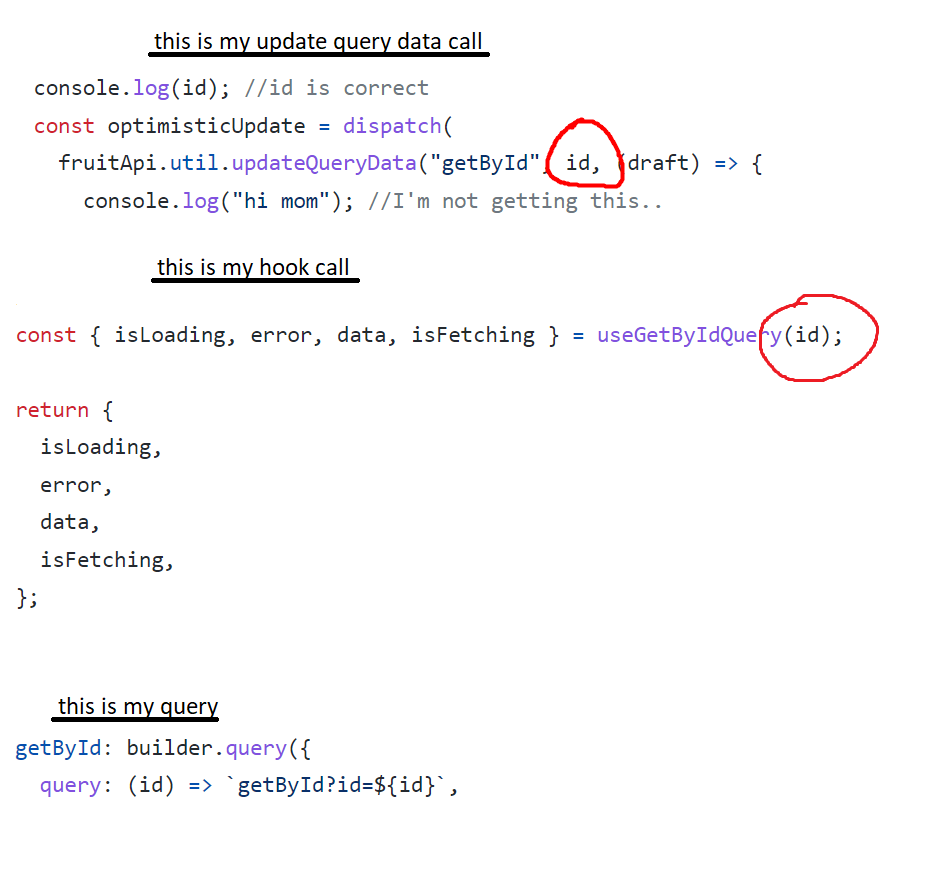 this is my update query data call
console.log(id); //id is correct
const optimisticUpdate = dispatch(
fruitApi.util.updateQueryData("getById", id, (draft) => {
console.log("hi mom"); //I'm not getting this..
this is my hook call
const { isLoading, error, data, isFetching } = useGetByIdQuery(id);
return {
isLoading,
error,
data,
isFetching,
};
this is my query
getById: builder.query({
query: (id) => `getById?id=${id}`,